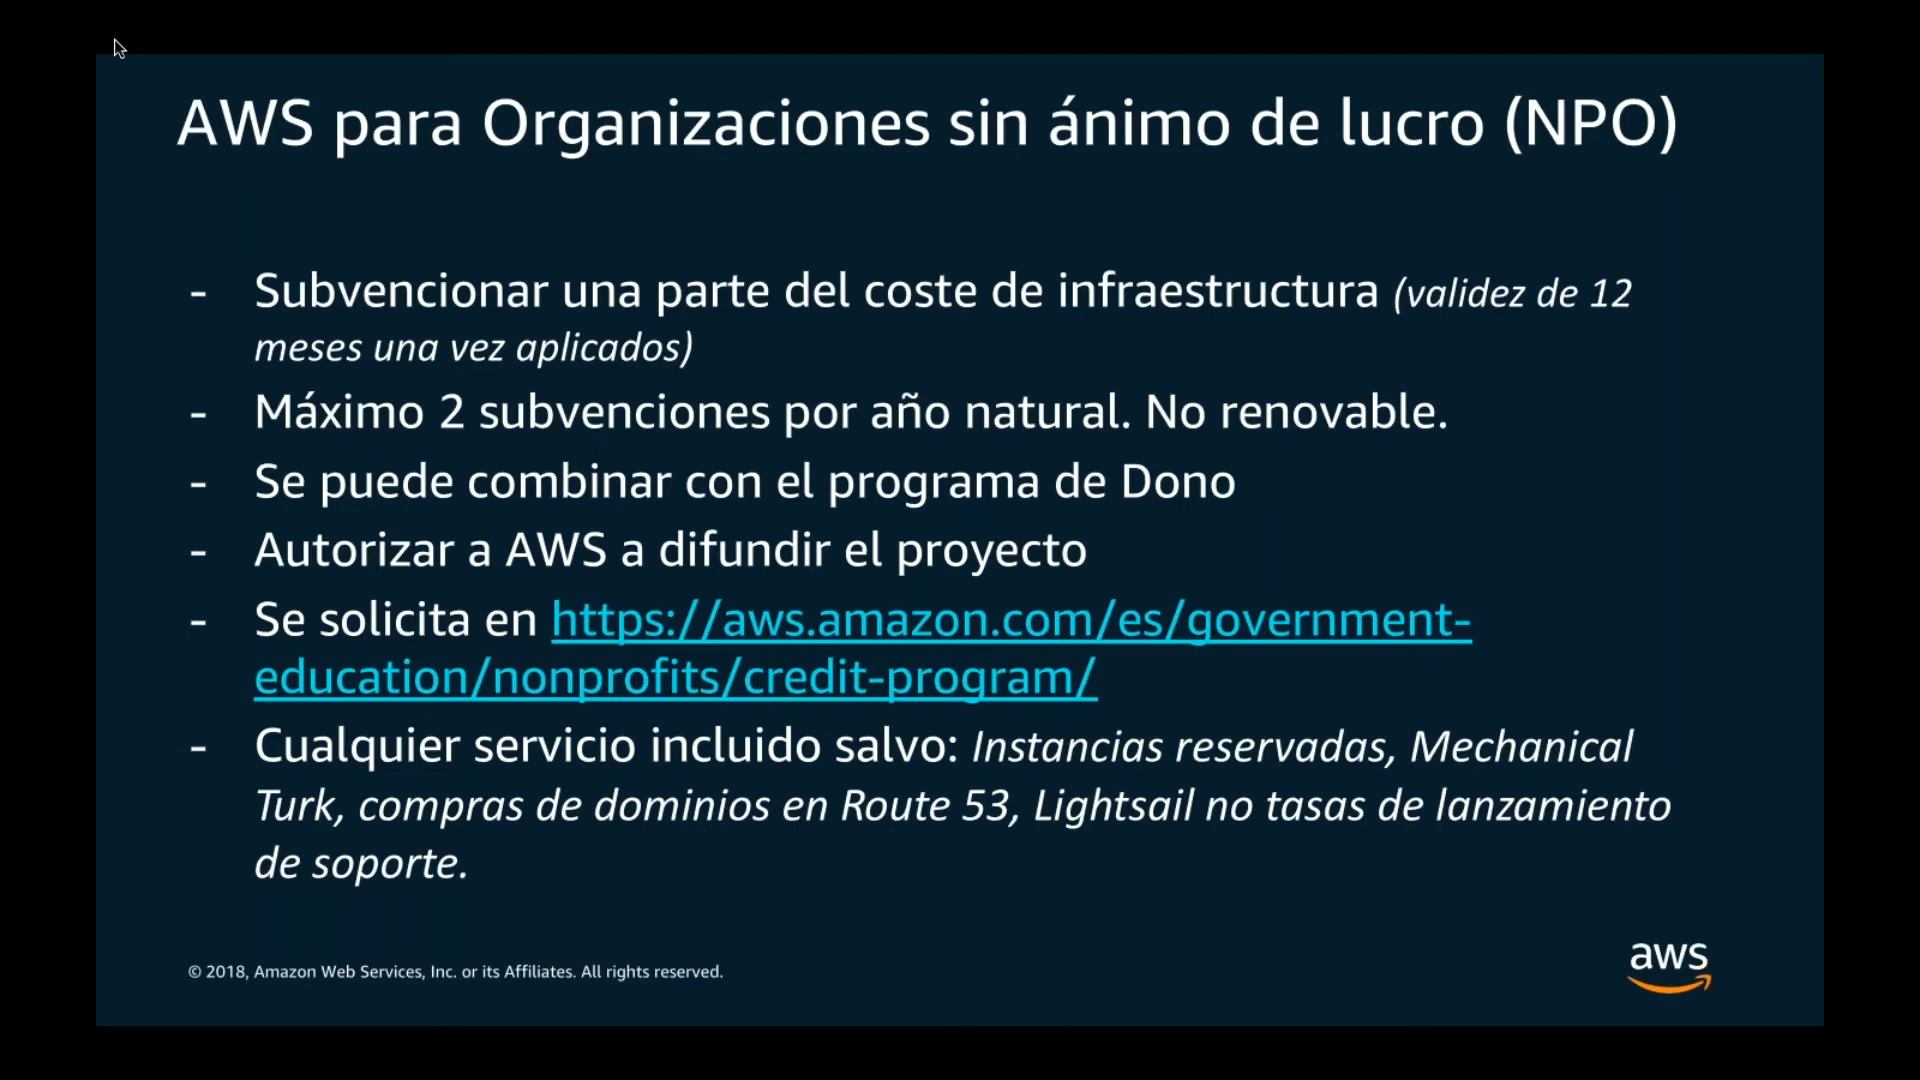 AWS para Organizaciones sin ánimo de lucro (NPO)
- Subvencionar una parte del coste de infraestructura (validez de 12
meses una vez aplicados)
- Máximo 2 subvenciones por año natural. No renovable.
- Se puede combinar con el programa de Dono
- Autorizar a AWS a difundir el proyecto
- Se solicita en https://aws.amazon.com/es/government-
education/nonprofits/credit-program/
- Cualquier servicio incluido salvo: Instancias reservadas, Mechanical
Turk, compras de dominios en Route 53, Lightsail no tasas de lanzamiento
de soporte.
© 2018, Amazon Web Services, Inc. or its Affiliates. All rights reserved.
aws